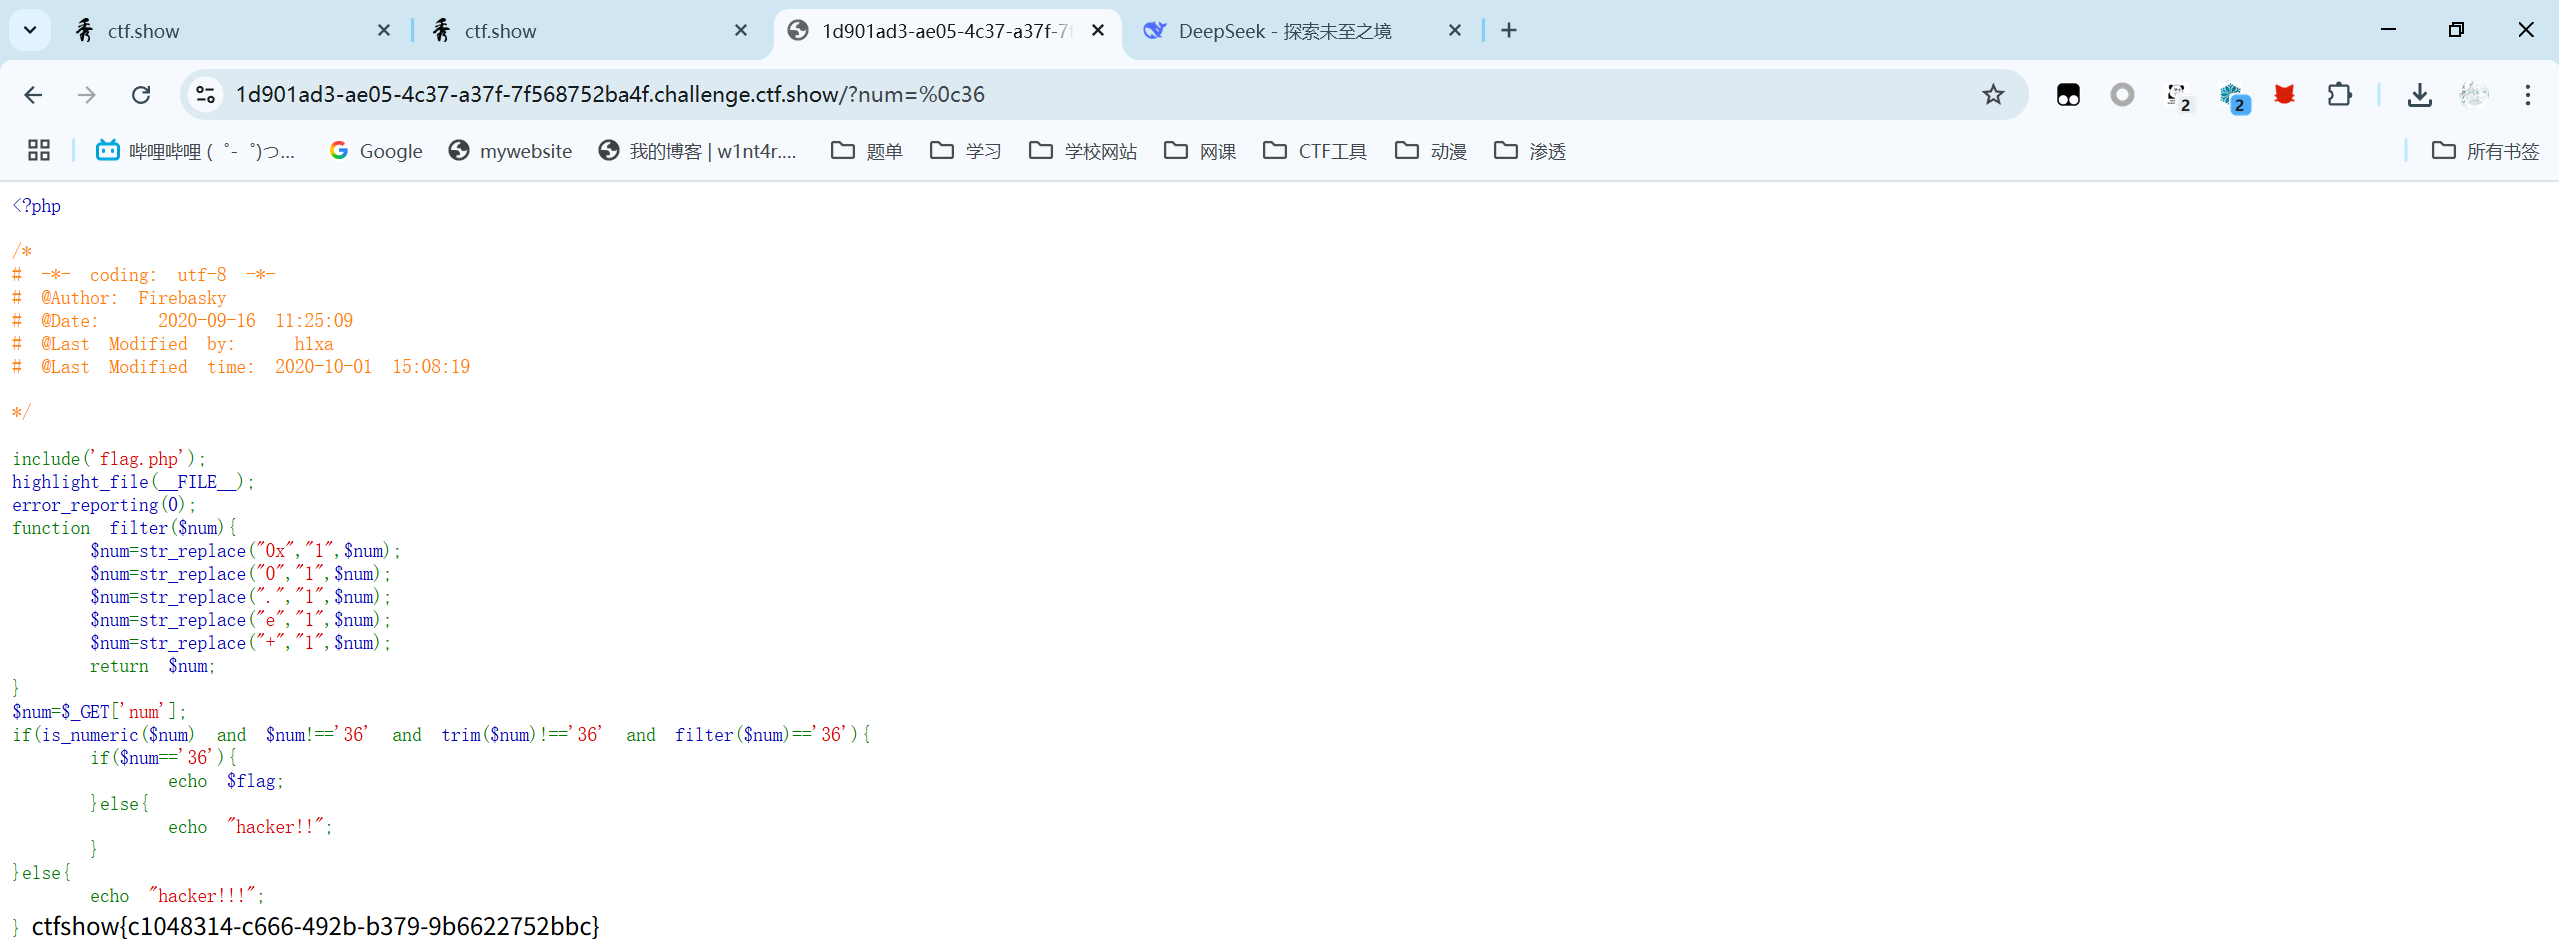 ctf.show
ctf.show
1d901ad3-ae05-4c37-a37f-7f
DeepSeek - 探索未至之境
1d901ad3-ae05-4c37-a37f-7f568752ba4f.challenge.ctf.show/?num=%0c36
2
2
哔哩哔哩 (゜-゜)つ...
Google
mywebsite
我的博客 | w1nt4r....
题单
学习
学校网站
网课
CTF工具
动漫
渗透
所有书签
<?php
/*
# -*- coding: utf-8 -*-
# @Author: Firebasky
# @Date:   2020-09-16 11:25:09
# @Last Modified by:   h1xa
# @Last Modified time: 2020-10-01 15:08:19
*/
include('flag.php');
highlight_file(__FILE__);
error_reporting(0);
function filter($num){
        $num=str_replace("0x","1",$num);
        $num=str_replace("0","1",$num);
        $num=str_replace(".","1",$num);
        $num=str_replace("e","1",$num);
        $num=str_replace("+","1",$num);
        return $num;
}
$num=$_GET['num'];
if(is_numeric($num) and $num!=='36' and trim($num)!=='36' and filter($num)=='36'){
        if($num=='36'){
                echo $flag;
        }else{
                echo "hacker!!";
        }
}else{
        echo "hacker!!!";
} ctfshow{c1048314-c666-492b-b379-9b6622752bbc}